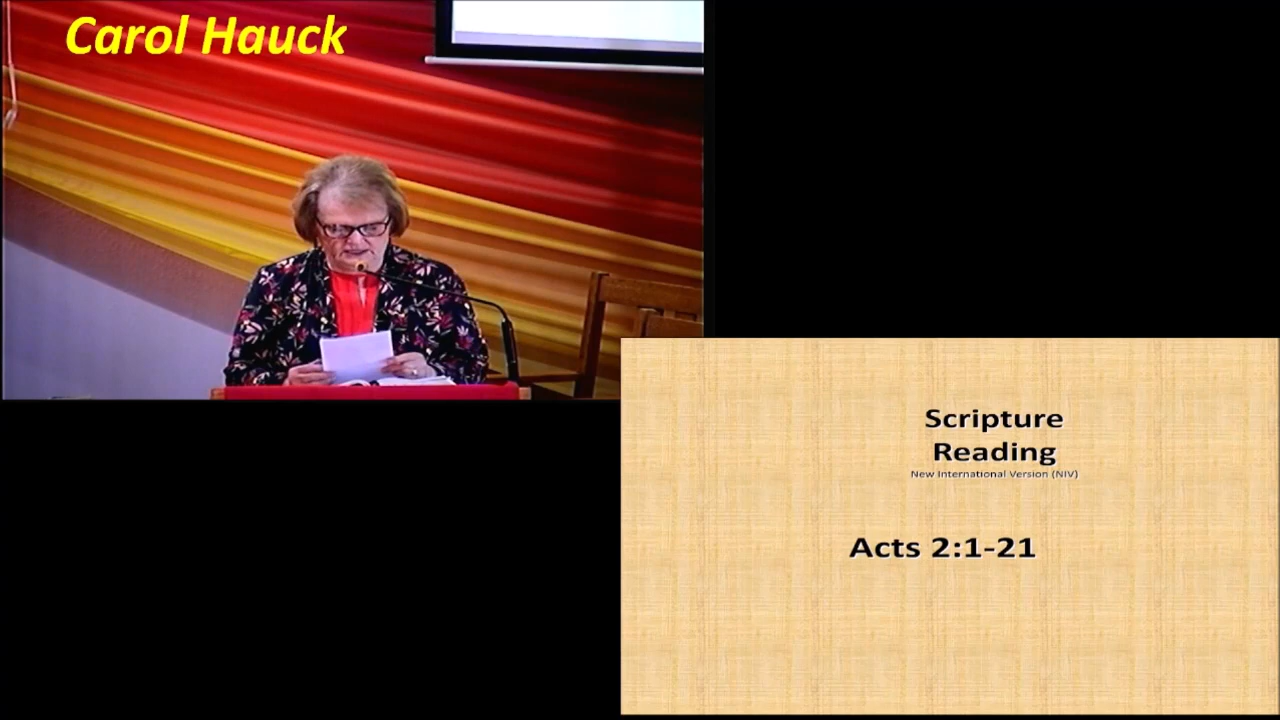 Carol Hauck
Scripture
Reading
New International Version (NIV)
Acts 2:1-21